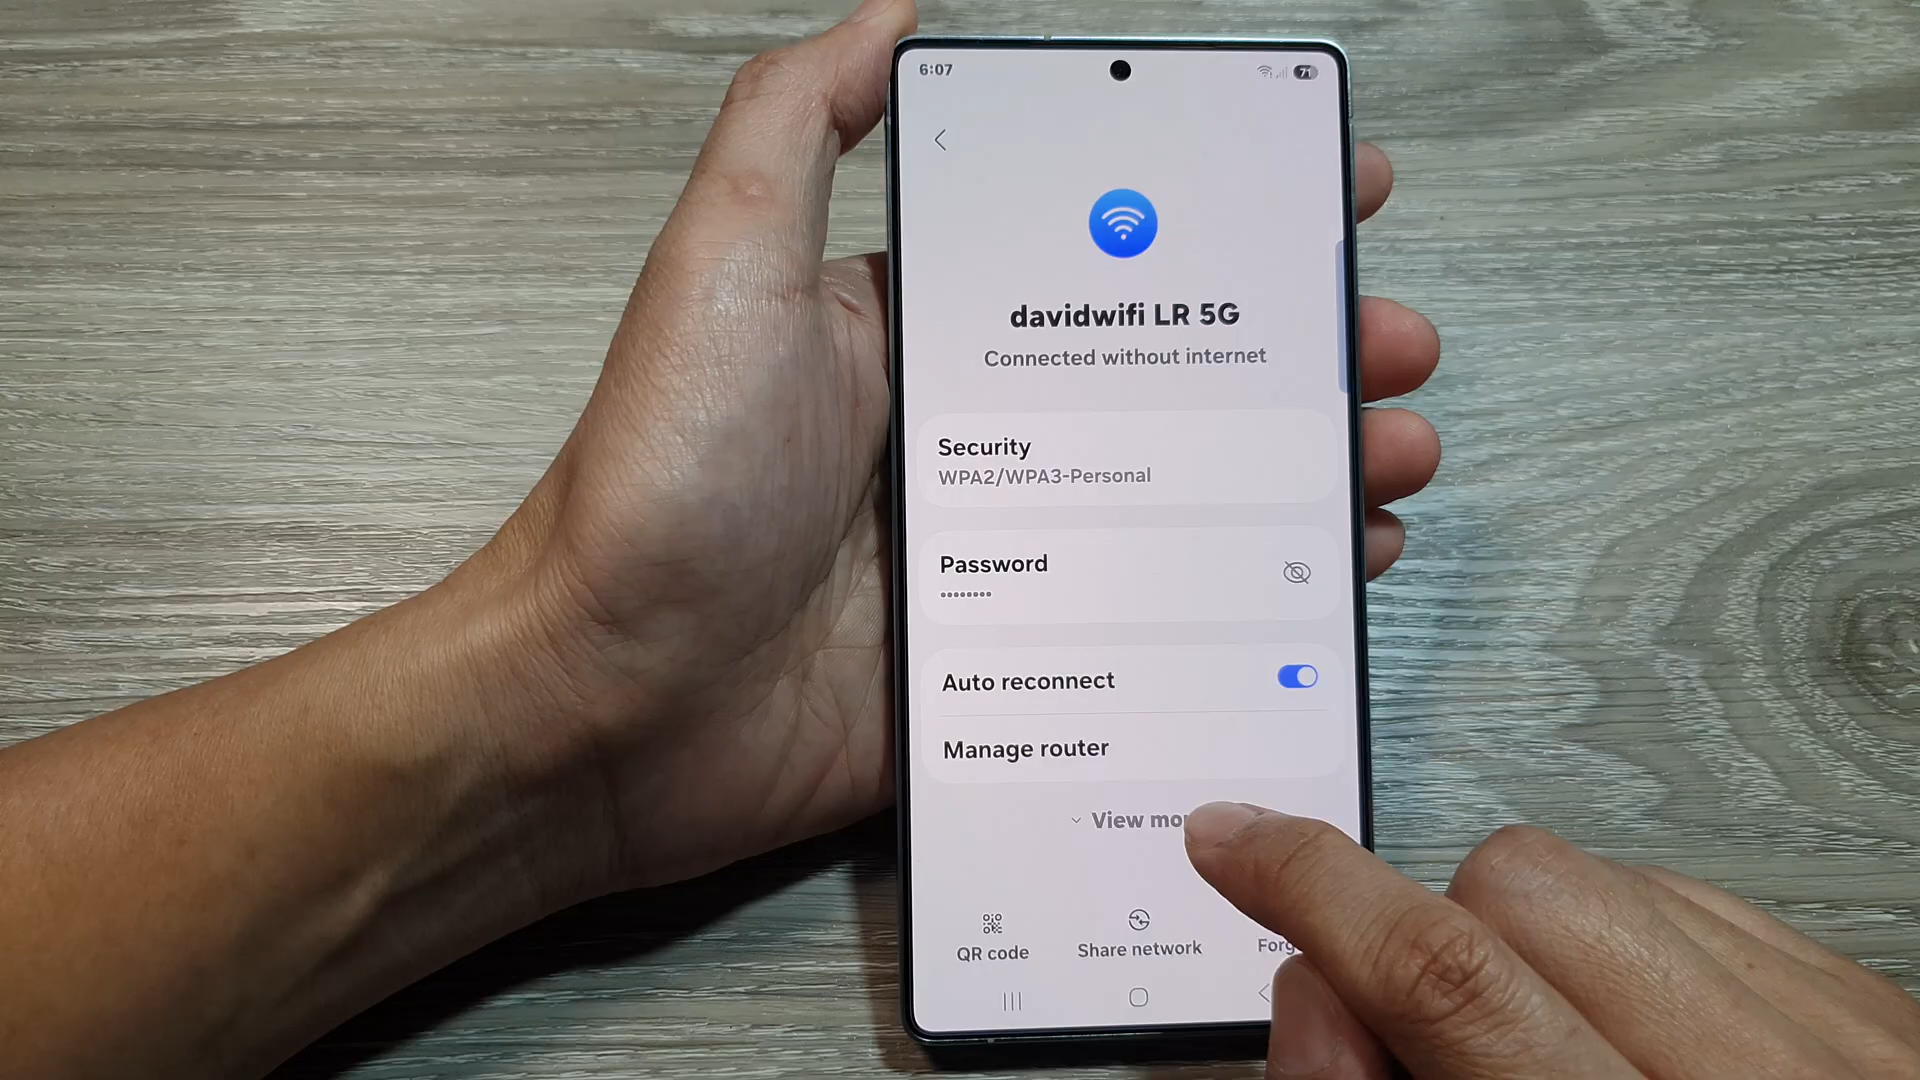 6:07
71
davidwifi LR 5G
Connected without internet
Security
WPA2/WPA3-Personal
Password
••••••••
Auto reconnect
Manage router
View mo
QR code
Share network
Forg